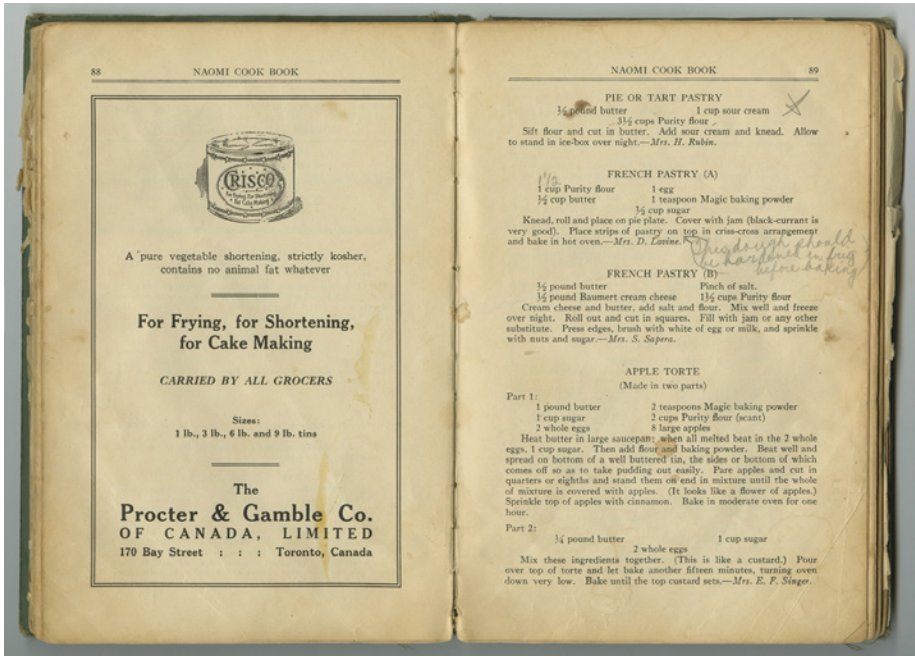 88 NAOMI COOK BOOK
CRISCO
For Frying For Shortening
for Cake Making
A pure vegetable shortening, strictly kosher,
contains no animal fat whatever
For Frying, for Shortening,
for Cake Making
CARRIED BY ALL GROCERS
Sizes:
1 lb., 3 lb., 6 lb. and 9 lb. tins
The
Procter & Gamble Co.
OF CANADA, LIMITED
170 Bay Street : : : Toronto, Canada
NAOMI COOK BOOK 89
PIE OR TART PASTRY
½ pound butter 1 cup sour cream
3½ cups Purity flour
Sift flour and cut in butter. Add sour cream and knead. Allow
to stand in ice-box over night.—Mrs. H. Rubin.
FRENCH PASTRY (A)
1½
1 cup Purity flour 1 egg
½ cup butter 1 teaspoon Magic baking powder
½ cup sugar
Knead, roll and place on pie plate. Cover with jam (black-currant is
very good). Place strips of pastry on top in criss-cross arrangement
and bake in hot oven.—Mrs. D. Lavine.
This dough should
be hardened in frig
before baking
FRENCH PASTRY (B)
½ pound butter Pinch of salt.
½ pound Baumert cream cheese 1½ cups Purity flour
Cream cheese and butter, add salt and flour. Mix well and freeze
over night. Roll out and cut in squares. Fill with jam or any other
substitute. Press edges, brush with white of egg or milk, and sprinkle
with nuts and sugar.—Mrs. S. Sapera.
APPLE TORTE
(Made in two parts)
Part 1:
1 pound butter 2 teaspoons Magic baking powder
1 cup sugar 2 cups Purity flour (scant)
2 whole eggs 8 large apples
Heat butter in large saucepan; when all melted beat in the 2 whole
eggs, 1 cup sugar. Then add flour and baking powder. Beat well and
spread on bottom of a well buttered tin, the sides or bottom of which
comes off so as to take pudding out easily. Pare apples and cut in
quarters or eighths and stand them on end in mixture until the whole
of mixture is covered with apples. (It looks like a flower of apples.)
Sprinkle top of apples with cinnamon. Bake in moderate oven for one
hour.
Part 2:
¼ pound butter 1 cup sugar
2 whole eggs
Mix these ingredients together. (This is like a custard.) Pour
over top of torte and let bake another fifteen minutes, turning oven
down very low. Bake until the top custard sets.—Mrs. E. F. Singer.